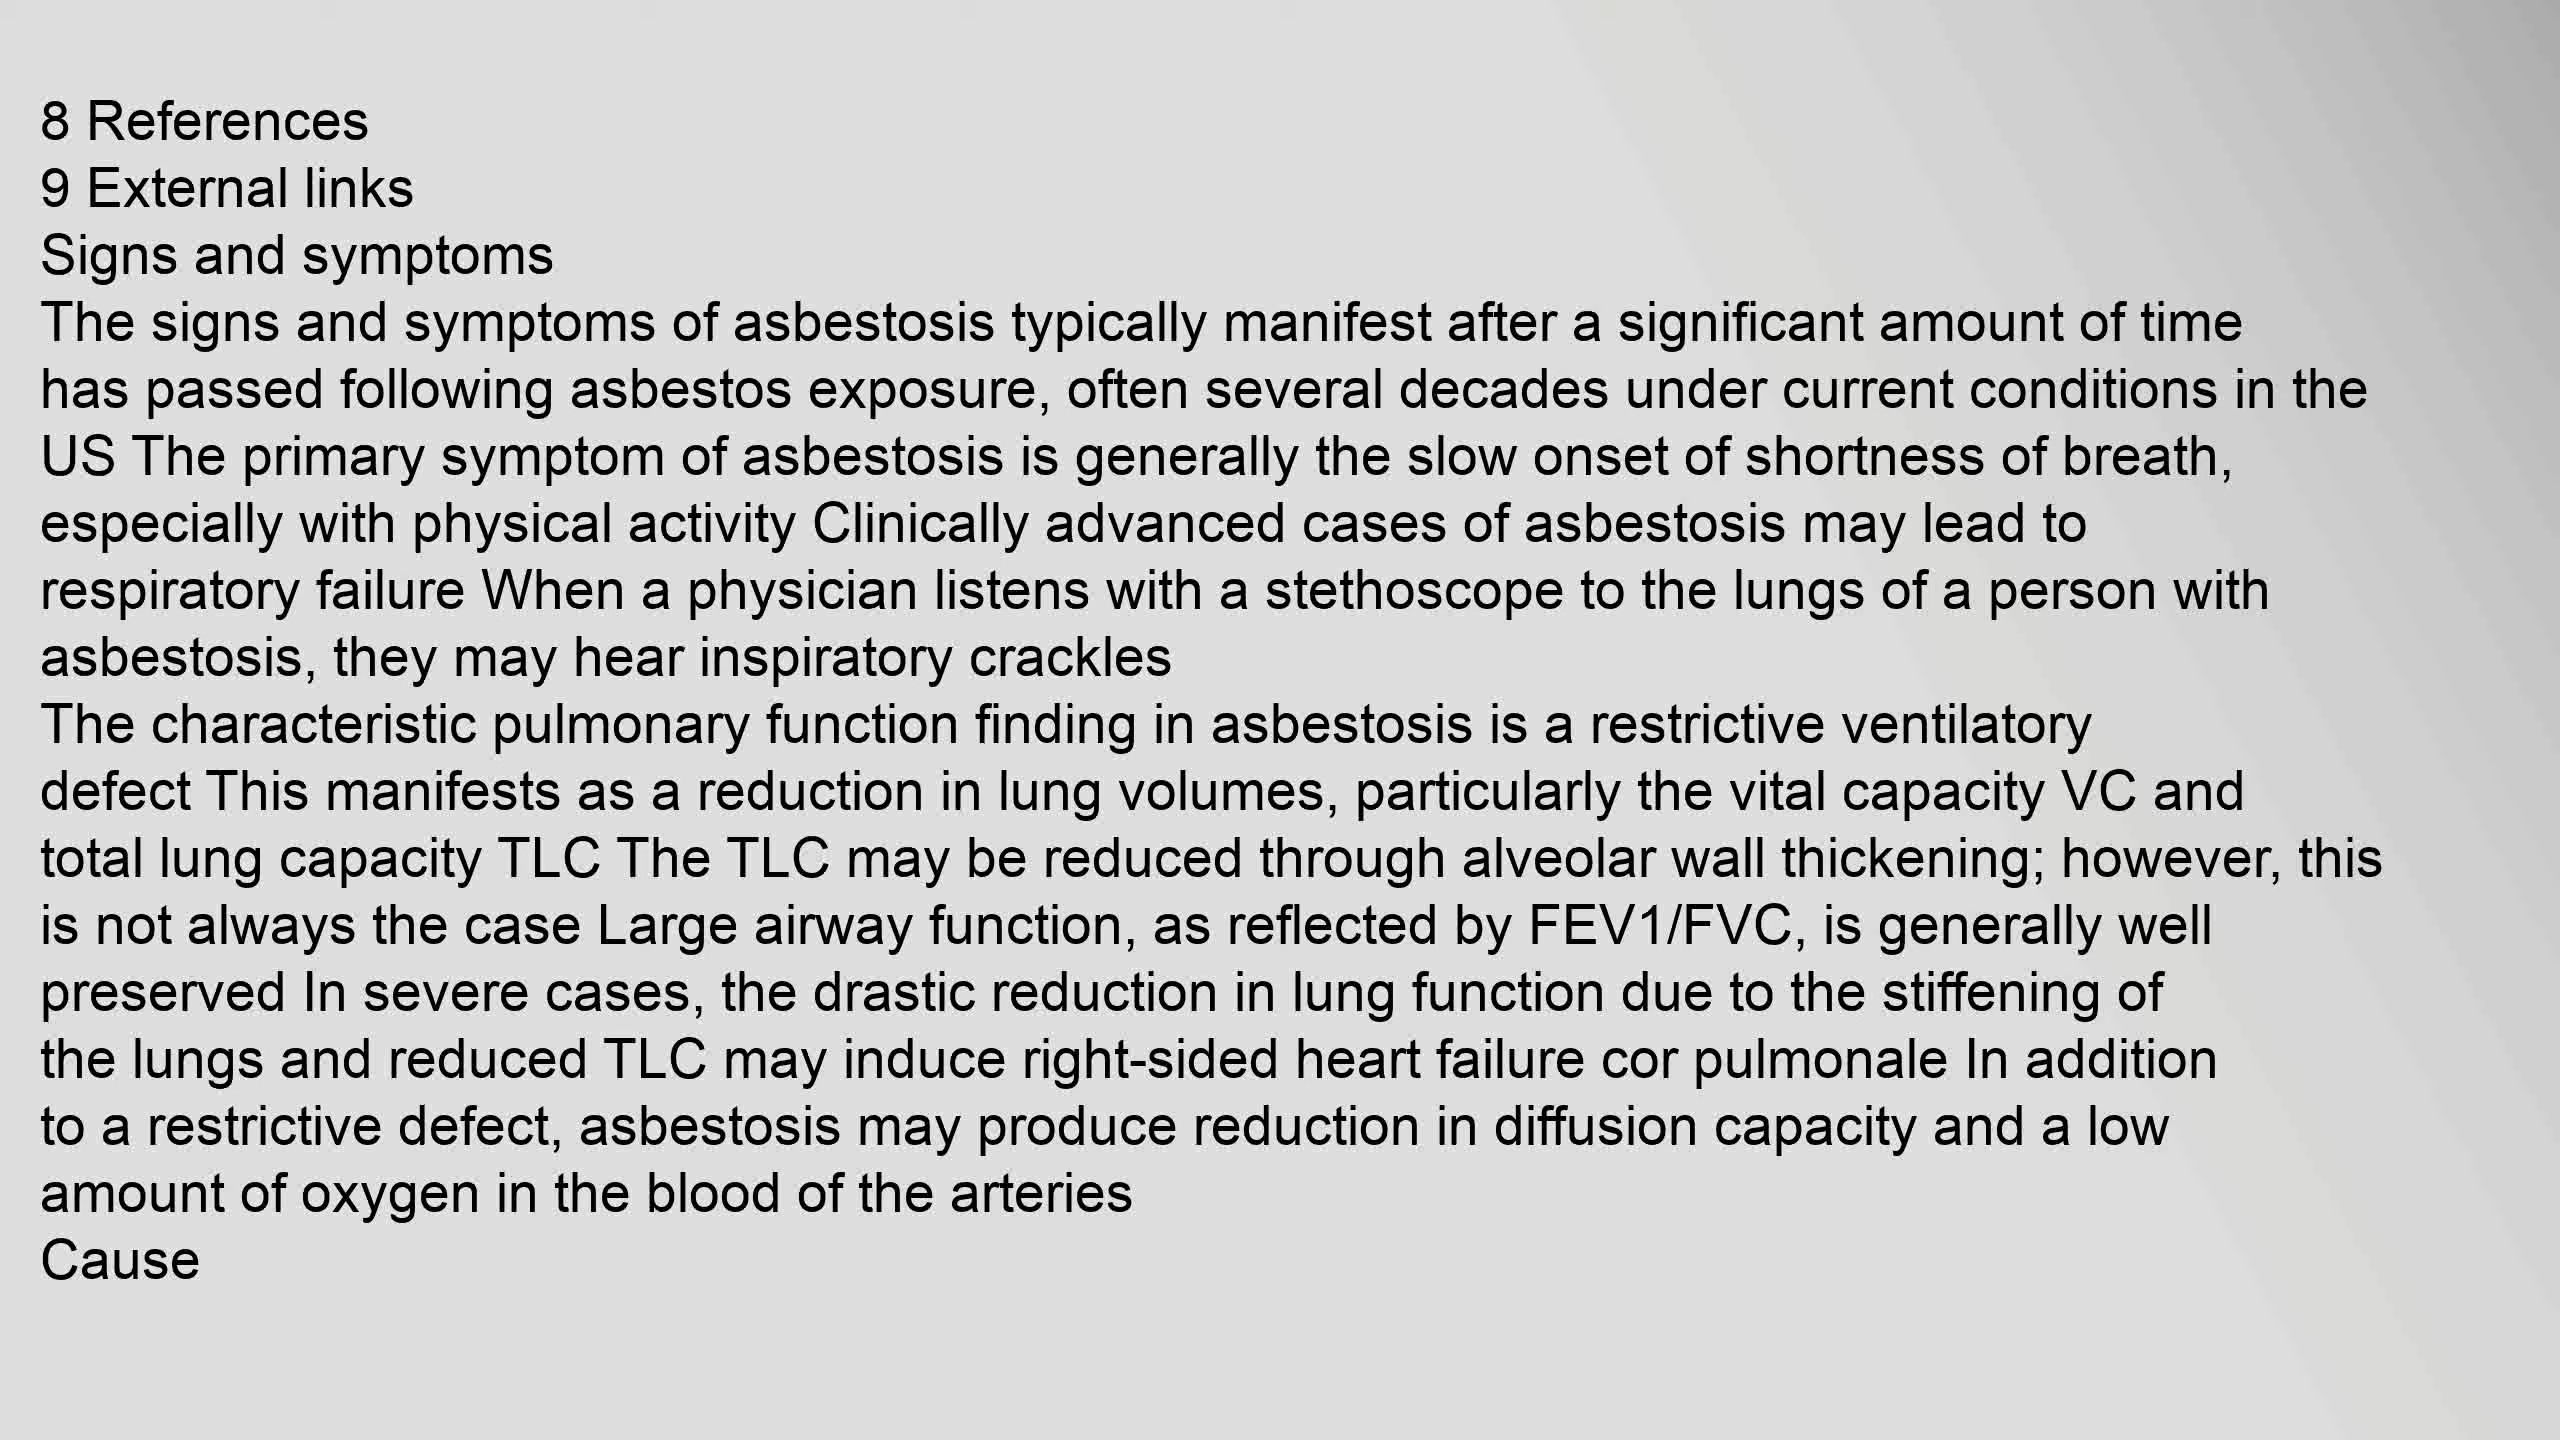 8 References
9 External links
Signs and symptoms
The signs and symptoms of asbestosis typically manifest after a significant amount of time
has passed following asbestos exposure, often several decades under current conditions in the
US The primary symptom of asbestosis is generally the slow onset of shortness of breath,
especially with physical activity Clinically advanced cases of asbestosis may lead to
respiratory failure When a physician listens with a stethoscope to the lungs of a person with
asbestosis, they may hear inspiratory crackles
The characteristic pulmonary function finding in asbestosis is a restrictive ventilatory
defect This manifests as a reduction in lung volumes, particularly the vital capacity VC and
total lung capacity TLC The TLC may be reduced through alveolar wall thickening; however, this
is not always the case Large airway function, as reflected by FEV1/FVC, is generally well
preserved In severe cases, the drastic reduction in lung function due to the stiffening of
the lungs and reduced TLC may induce right-sided heart failure cor pulmonale In addition
to a restrictive defect, asbestosis may produce reduction in diffusion capacity and a low
amount of oxygen in the blood of the arteries
Cause